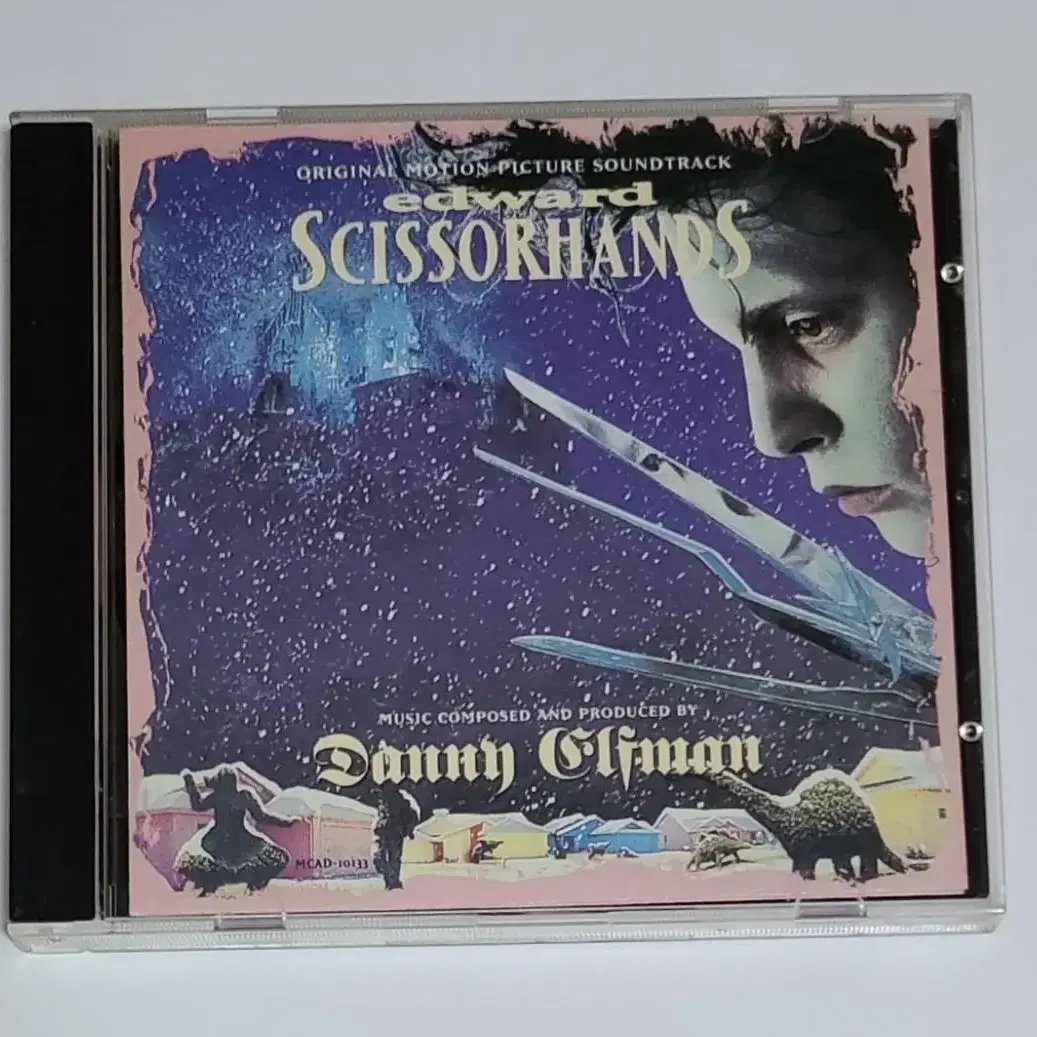 ORIGINAL MOTION PICTURE SOUNDTRACK
edward
SCISSORHANDS
MUSIC COMPOSED AND PRODUCED BY
Danny Elfman
MCAD-10133